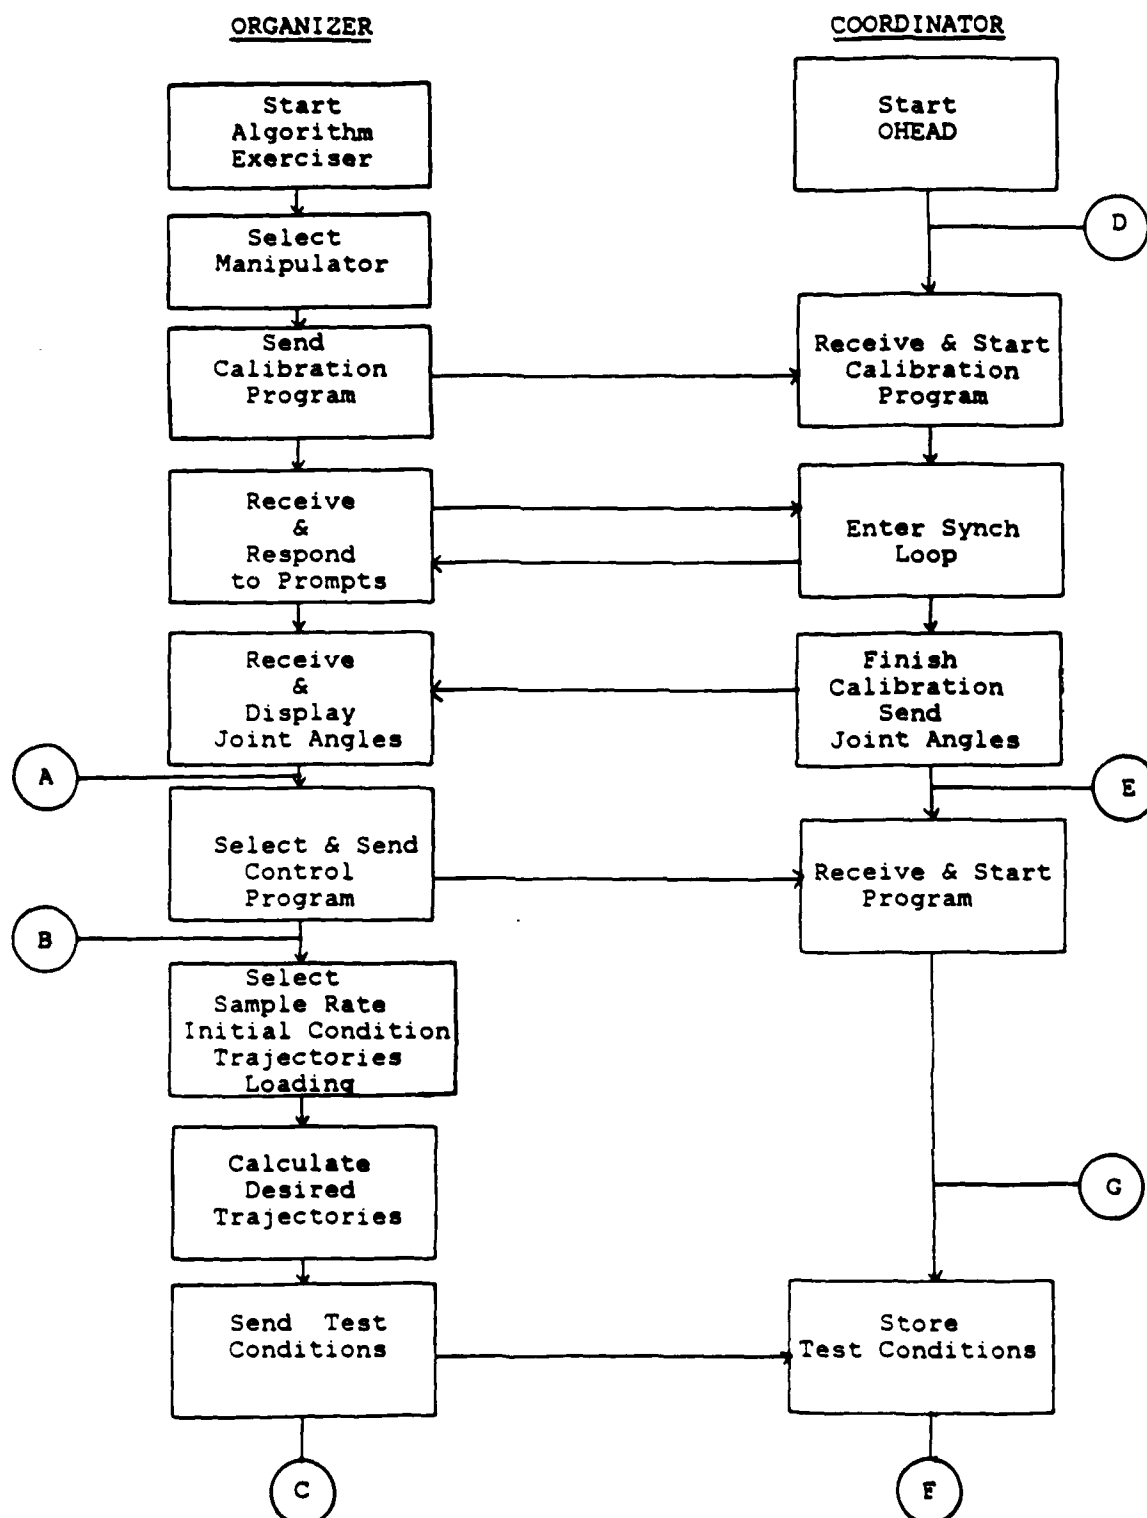 ORGANIZER
COORDINATOR
Start
Algorithm
Exerciser
Start
OHEAD
D
Select
Manipulator
Send
Calibration
Program
Receive & Start
Calibration
Program
Receive
&
Respond
to Prompts
Enter Synch
Loop
Receive
&
Display
Joint Angles
Finish
Calibration
Send
Joint Angles
A
E
Select & Send
Control
Program
Receive & Start
Program
B
Select
Sample Rate
Initial Condition
Trajectories
Loading
Calculate
Desired
Trajectories
G
Send Test
Conditions
Store
Test Conditions
C
F